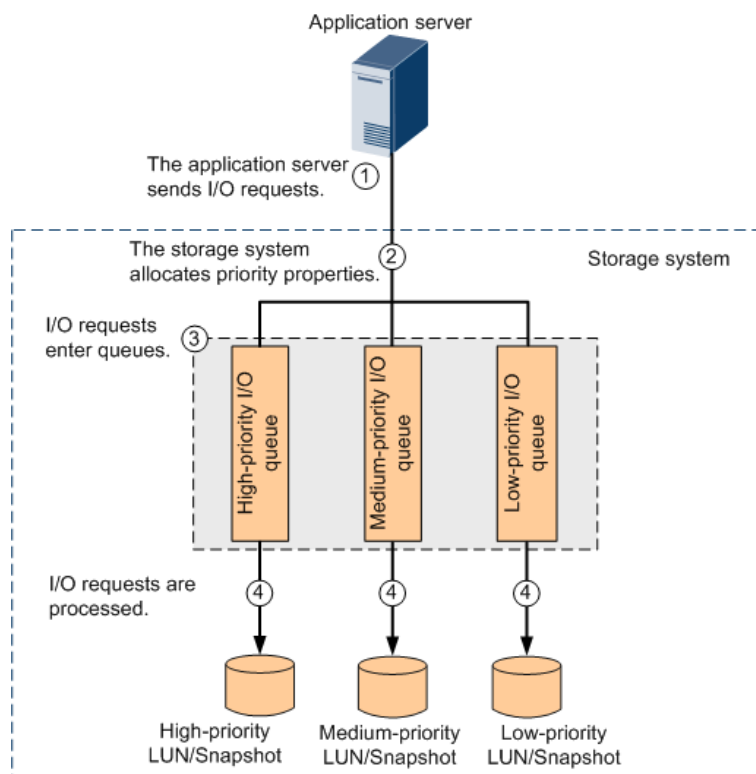 Application server
The application server
sends I/O requests.
1
The storage system
allocates priority properties.
2
Storage system
I/O requests
enter queues.
3
High-priority I/O
queue
Medium-priority I/O
queue
Low-priority I/O
queue
I/O requests are
processed.
4
4
4
High-priority
LUN/Snapshot
Medium-priority
LUN/Snapshot
Low-priority
LUN/Snapshot